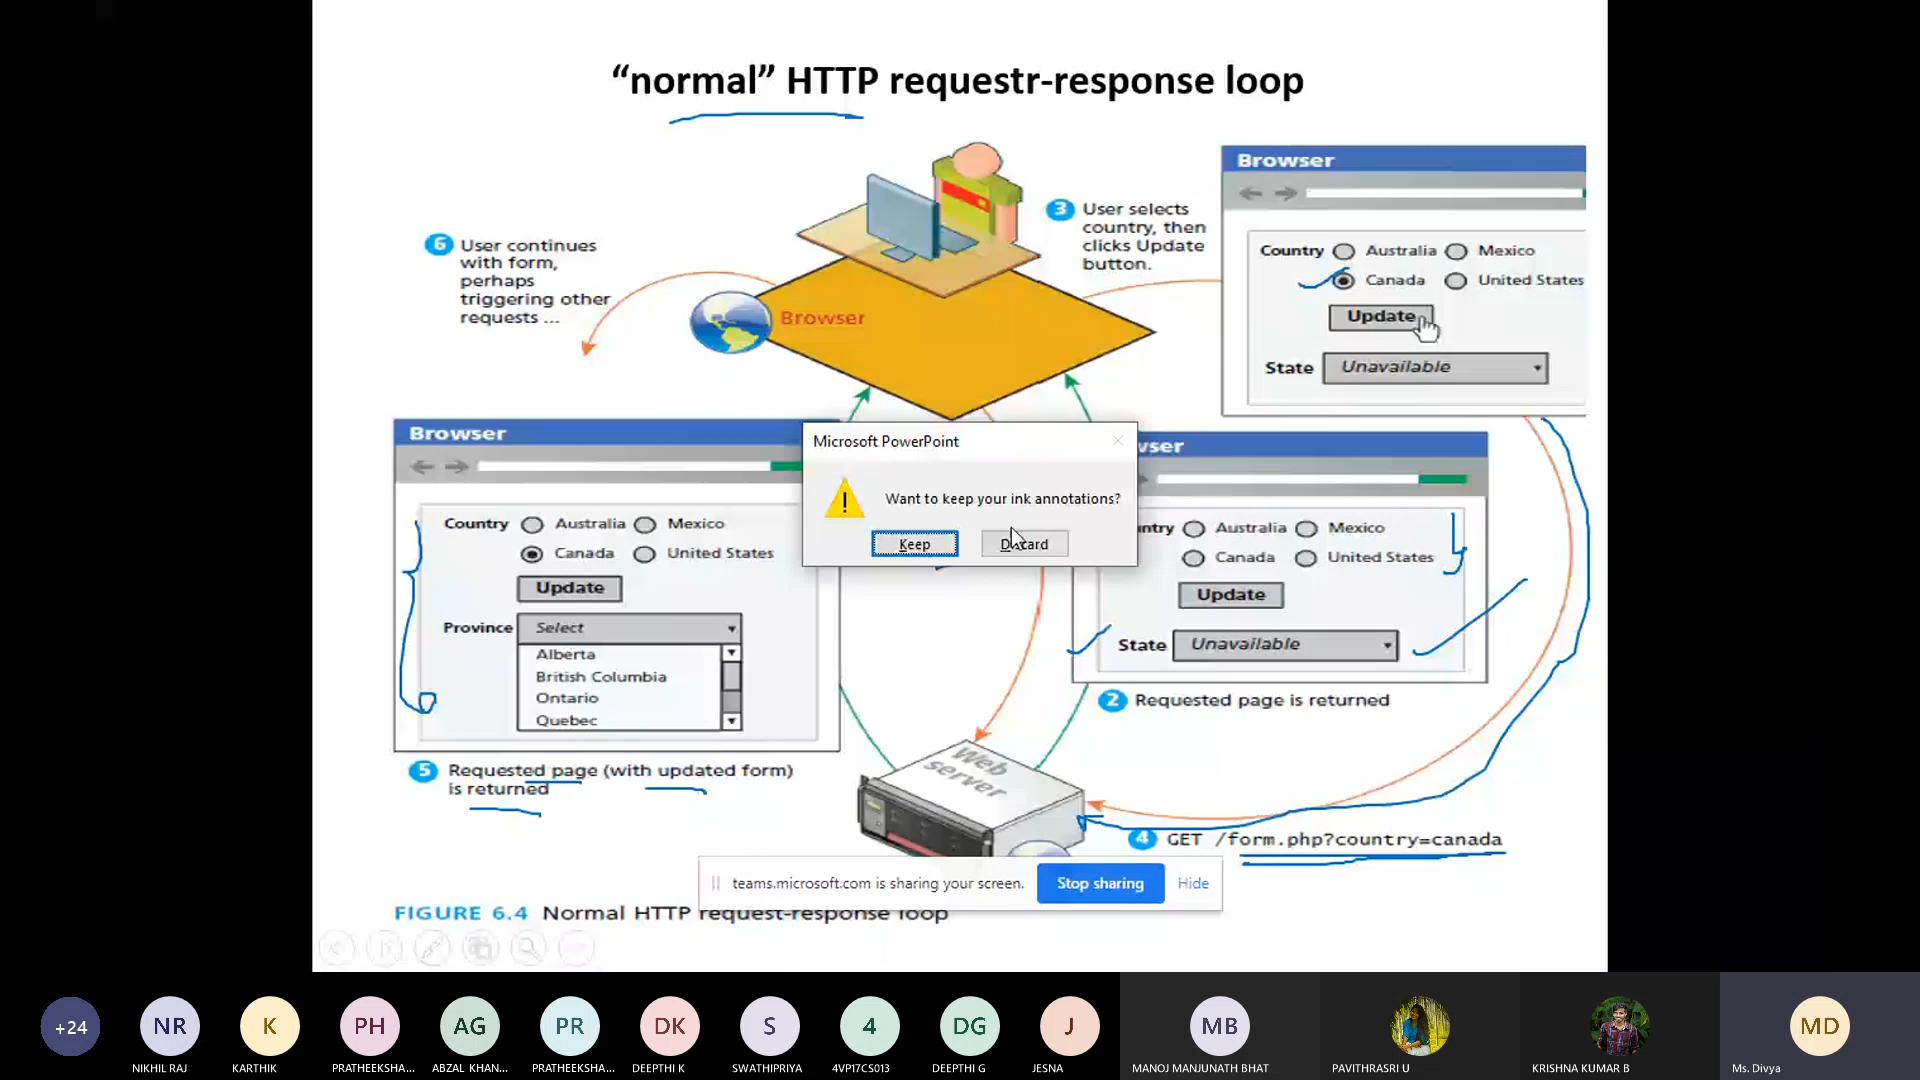 “normal” HTTP requestr-response loop
6 User continues
with form,
perhaps
triggering other
requests ...
Browser
3 User selects
country, then
clicks Update
button.
Browser
Country Australia Mexico
Canada United States
Update
State Unavailable
Browser
Country Australia Mexico
Canada United States
Update
Province Select
Alberta
British Columbia
Ontario
Quebec
5 Requested page (with updated form)
is returned
Microsoft PowerPoint
Want to keep your ink annotations?
Keep Discard
wser
ntry Australia Mexico
Canada United States
Update
State Unavailable
2 Requested page is returned
Web
server
4 GET /form.php?country=canada
teams.microsoft.com is sharing your screen. Stop sharing Hide
FIGURE 6.4 Normal HTTP request-response loop
+24 NR K PH AG PR DK S 4 DG J MB MD
NIKHIL RAJ KARTHIK PRATHEEKSHA... ABZAL KHAN... PRATHEEKSHA... DEEPTHI K SWATHIPRIYA 4VP17CS013 DEEPTHI G JESNA MANOJ MANJUNATH BHAT PAVITHRASRI U KRISHNA KUMAR B Ms. Divya